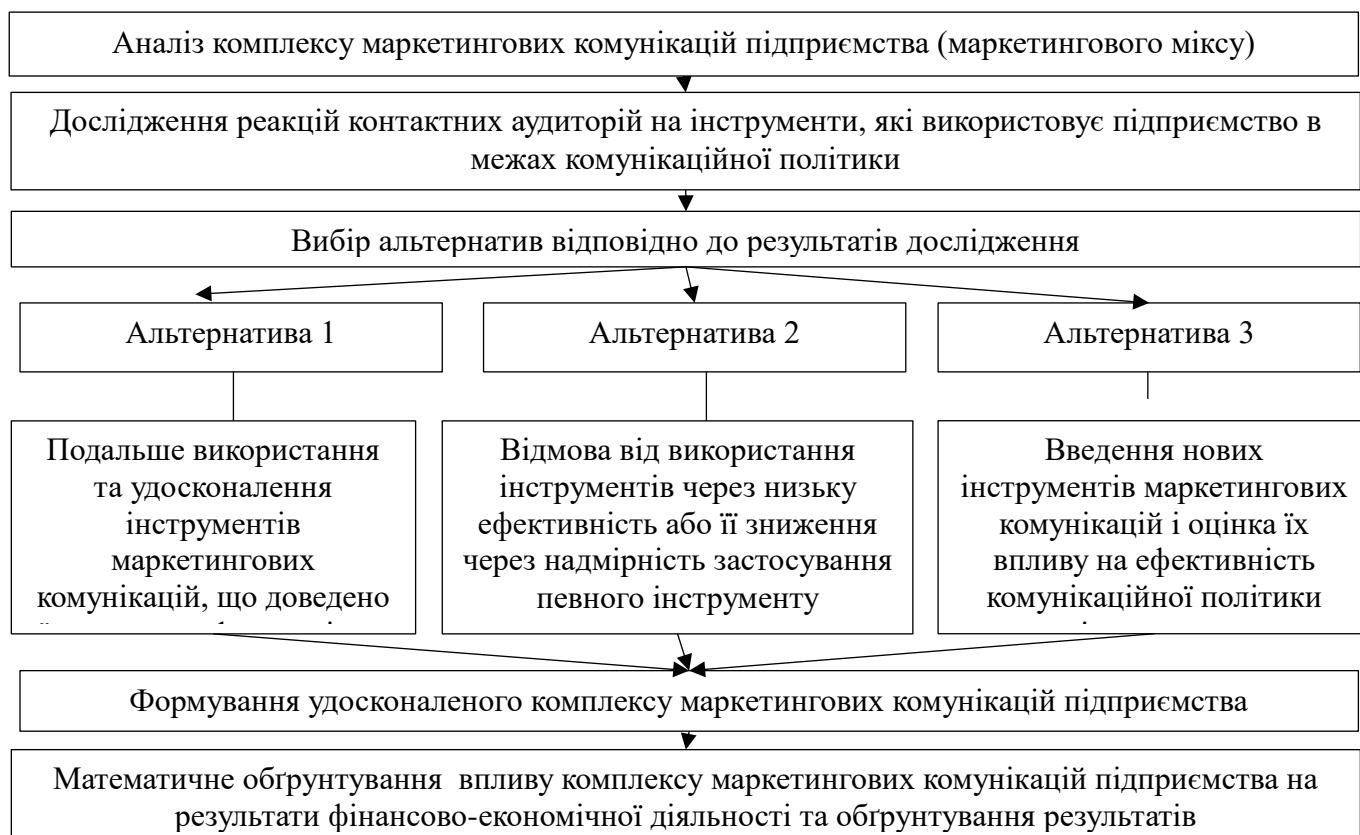 Аналіз комплексу маркетингових комунікацій підприємства (маркетингового міксу)
Дослідження реакцій контактних аудиторій на інструменти, які використовує підприємство в
межах комунікаційної політики
Вибір альтернатив відповідно до результатів дослідження
Альтернатива 1
Альтернатива 2
Альтернатива 3
Подальше використання
та удосконалення
інструментів
маркетингових
комунікацій, що доведено
Відмова від використання
інструментів через низьку
ефективність або її зниження
через надмірність застосування
певного інструменту
Введення нових
інструментів маркетингових
комунікацій і оцінка їх
впливу на ефективність
комунікаційної політики
Формування удосконаленого комплексу маркетингових комунікацій підприємства
Математичне обґрунтування впливу комплексу маркетингових комунікацій підприємства на
результати фінансово-економічної діяльності та обґрунтування результатів